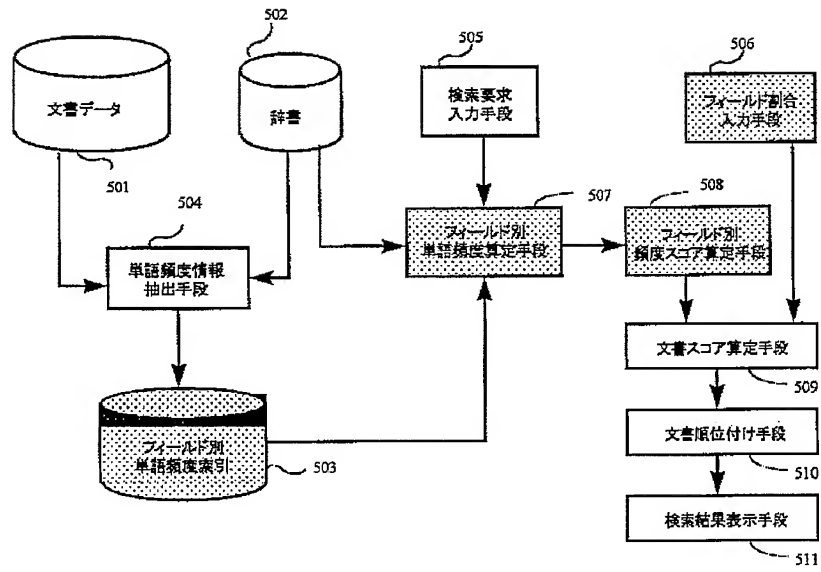 502
505
506
文書データ
辞書
検索要求
入力手段
フィールド割合
入力手段
501
504
507
508
単語頻度情報
抽出手段
フィールド別
単語頻度算定手段
フィールド別
頻度スコア算定手段
文書スコア算定手段
509
フィールド別
単語頻度索引
503
文書順位付け手段
510
検索結果表示手段
511